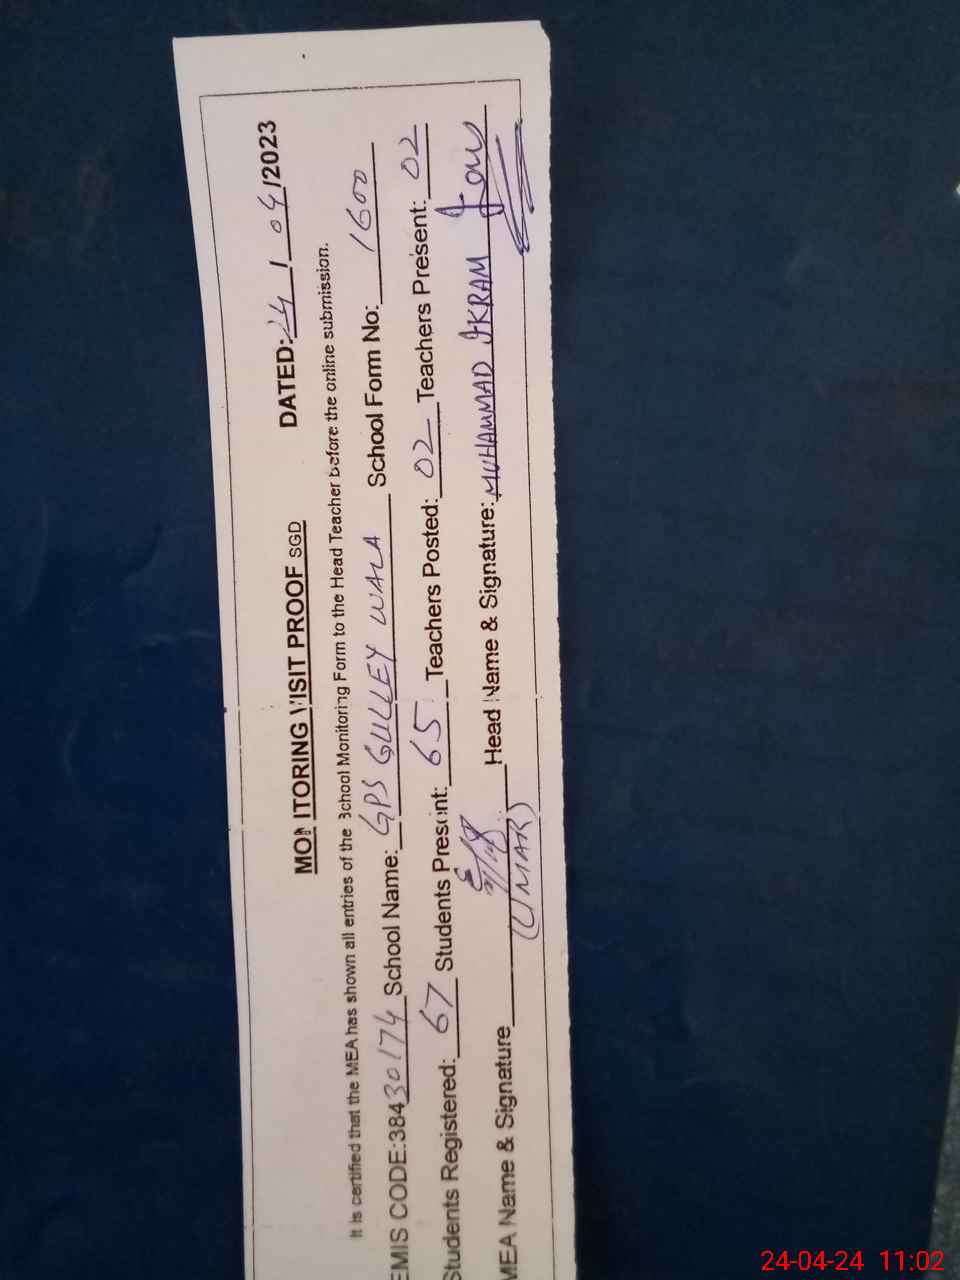 MONITORING VISIT PROOF SGD DATED: 24 / 04 /2023
It is certified that the MEA has shown all entries of the School Monitoring Form to the Head Teacher before the online submission.
EMIS CODE:38430174 School Name: GPS GULLEY WALA School Form No: 1600
Students Registered: 67 Students Present: 65 Teachers Posted: 02 Teachers Present: 02
MEA Name & Signature Head Name & Signature: MUHAMMAD IKRAM
(UMAR)
24-04-24 11:02